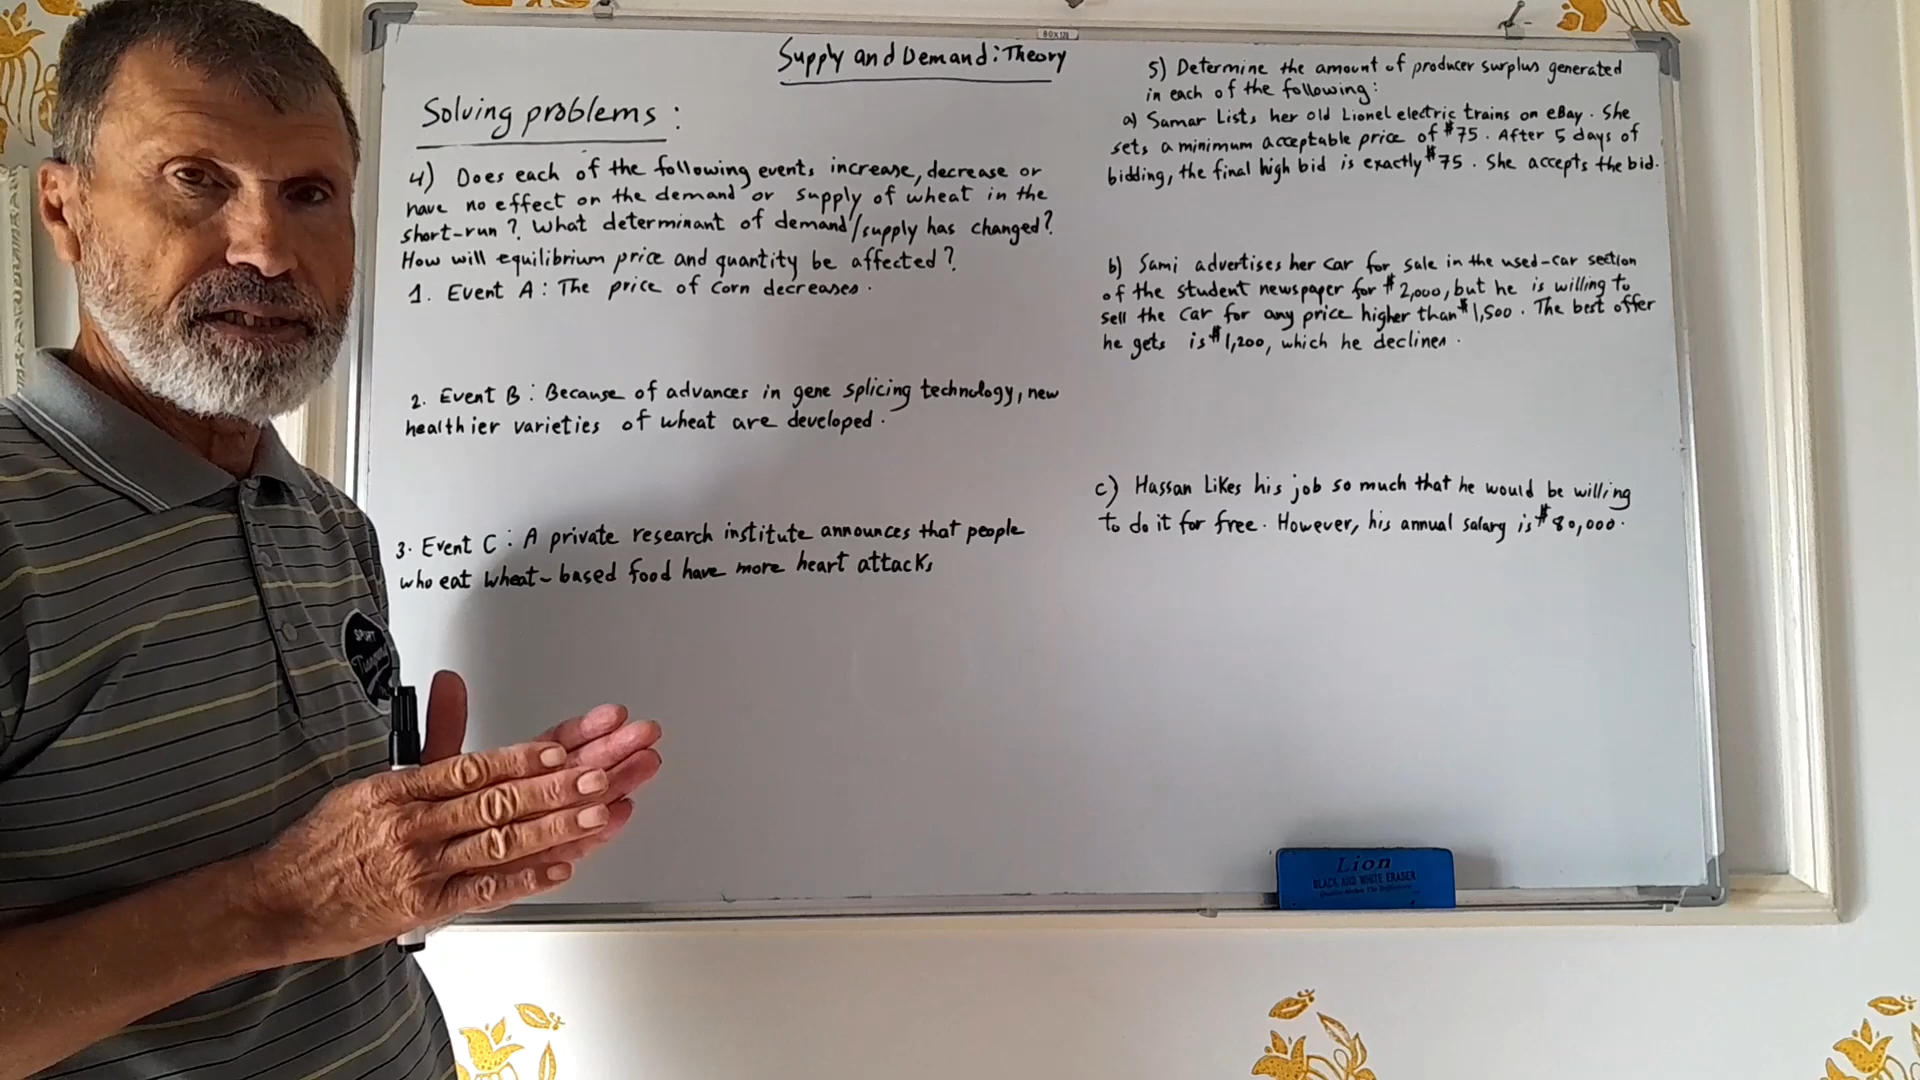 80X120
Supply and Demand: Theory
Solving problems:
4) Does each of the following events increase, decrease or
have no effect on the demand or supply of wheat in the
short-run? What determinant of demand/supply has changed?
How will equilibrium price and quantity be affected?
1. Event A: The price of corn decreases.
2. Event B: Because of advances in gene splicing technology, new
healthier varieties of wheat are developed.
3. Event C: A private research institute announces that people
who eat wheat-based food have more heart attacks
5) Determine the amount of producer surplus generated
in each of the following:
a) Samar Lists her old Lionel electric trains on eBay. She
sets a minimum acceptable price of $75. After 5 days of
bidding, the final high bid is exactly $75. She accepts the bid.
b) Sami advertises her car for sale in the used-car section
of the student newspaper for $2,000, but he is willing to
sell the car for any price higher than $1,500. The best offer
he gets is $1,200, which he declines.
c) Hassan Likes his job so much that he would be willing
to do it for free. However, his annual salary is $80,000.
SPORT
Lion
BLACK AND WHITE ERASER